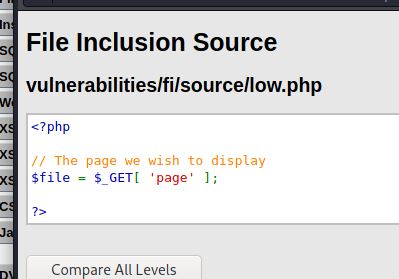 File Inclusion Source
vulnerabilities/fi/source/low.php
<?php
// The page we wish to display
$file = $_GET[ 'page' ];
?>
Compare All Levels
Ins
SQ
SQ
We
XS
XS
XS
CS
Ja
DV